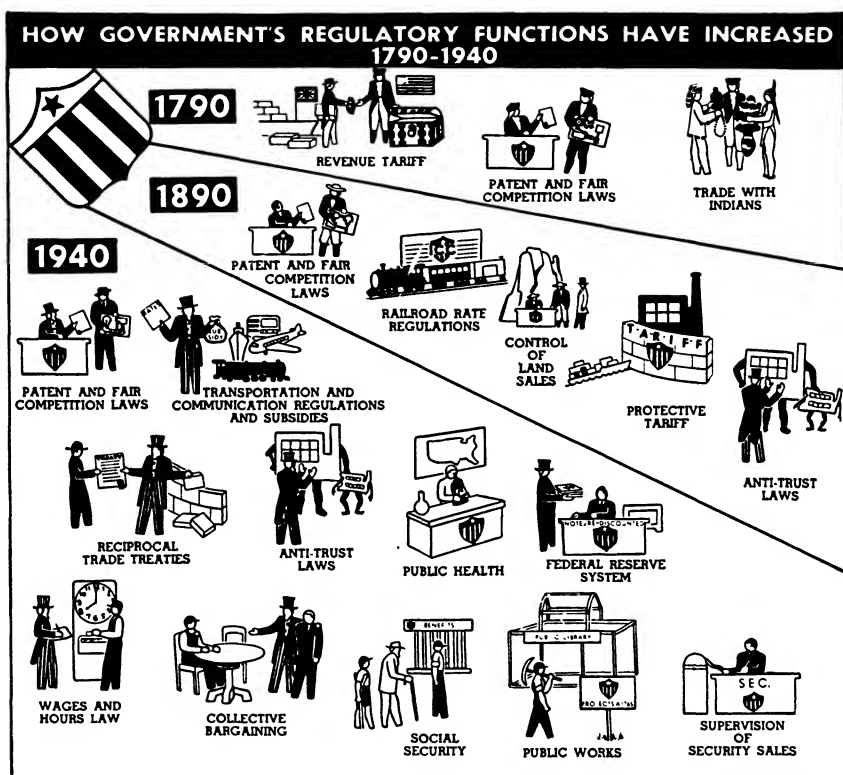 HOW GOVERNMENT'S REGULATORY FUNCTIONS HAVE INCREASED
1790-1940
1790
REVENUE TARIFF
PATENT AND FAIR
COMPETITION LAWS
TRADE WITH
INDIANS
1890
PATENT AND FAIR
COMPETITION
LAWS
RAILROAD RATE
REGULATIONS
CONTROL
OF
LAND
SALES
TARIFF
PROTECTIVE
TARIFF
ANTI-TRUST
LAWS
1940
PATENT AND FAIR
COMPETITION LAWS
RATE
SUB
SIDY
TRANSPORTATION AND
COMMUNICATION REGULATIONS
AND SUBSIDIES
RECIPROCAL
TRADE TREATIES
ANTI-TRUST
LAWS
PUBLIC HEALTH
FEDERAL RESERVE
SYSTEM
WAGES AND
HOURS LAW
COLLECTIVE
BARGAINING
BENEFITS
SOCIAL
SECURITY
PUBLIC LIBRARY
PUBLIC WORKS
S.E.C.
SUPERVISION
OF
SECURITY SALES